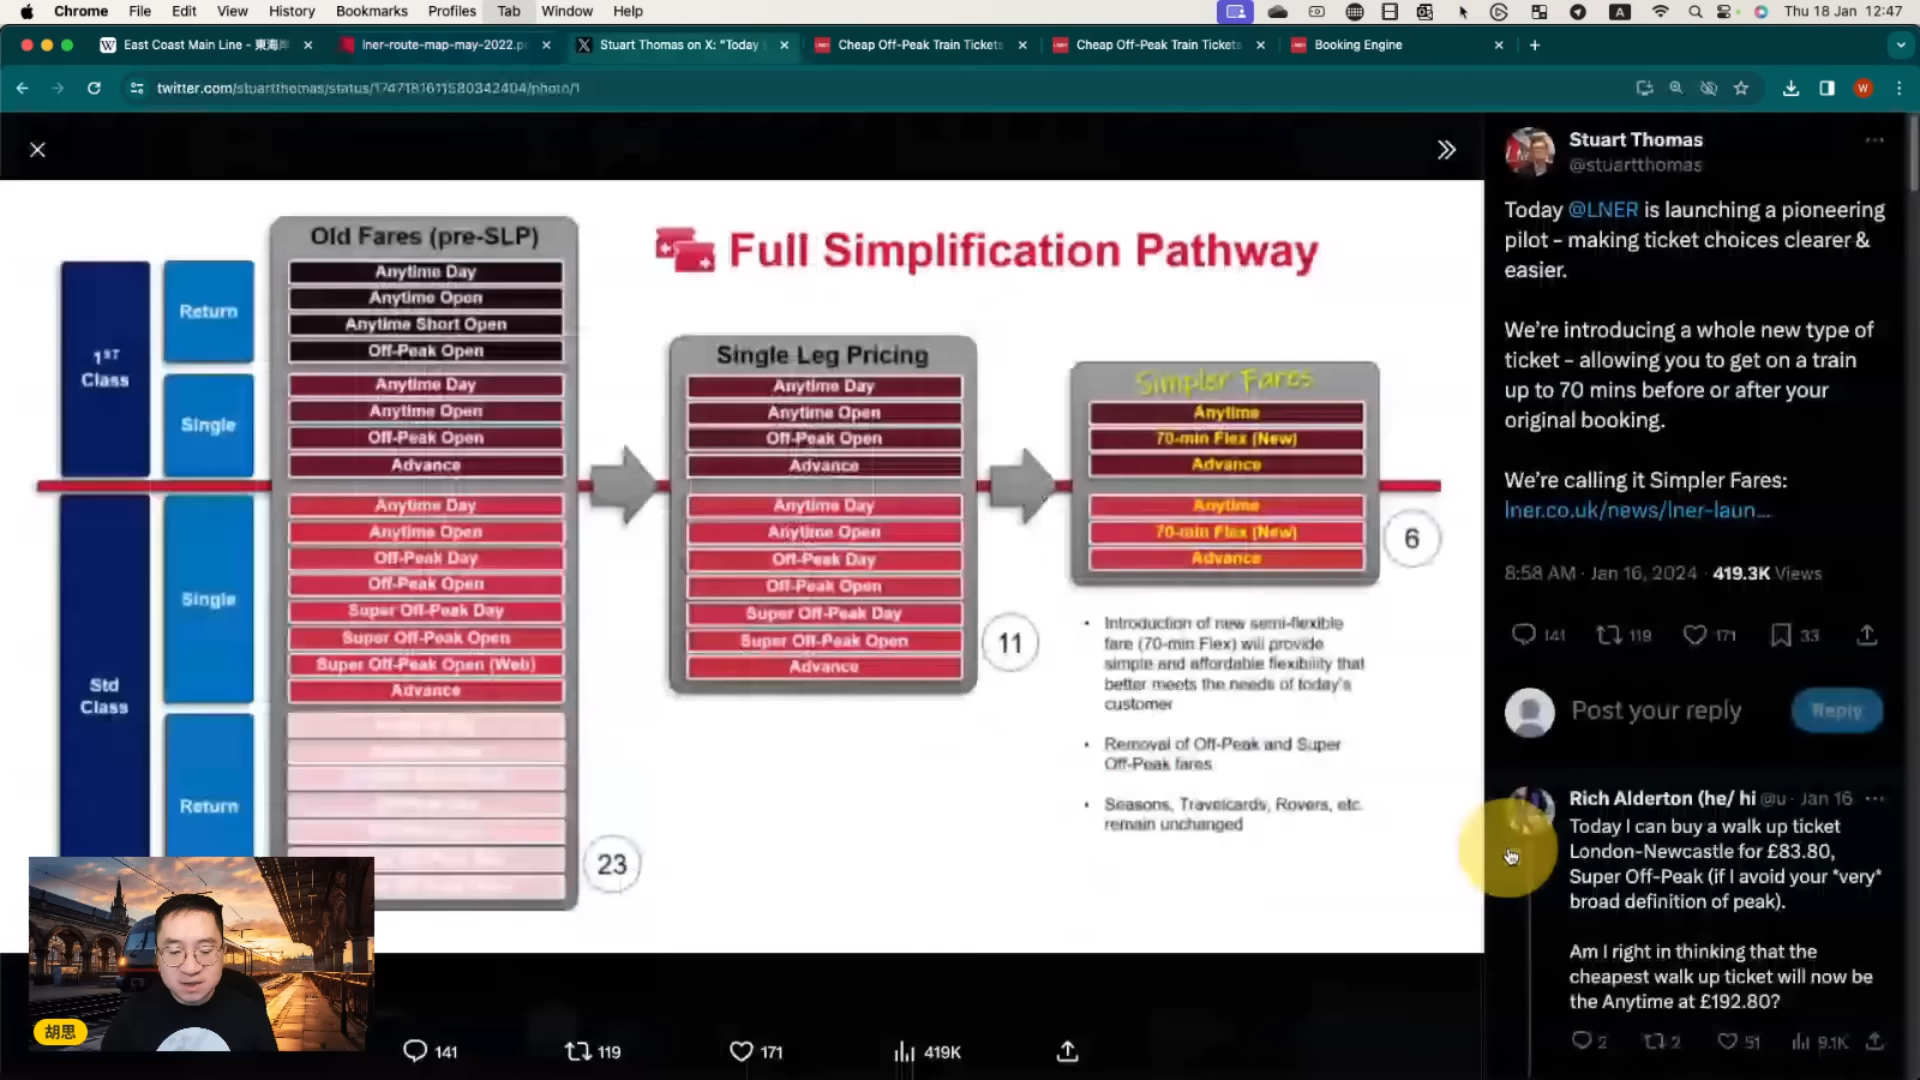 Chrome File Edit View History Bookmarks Profiles Tab Window Help
A
Thu 18 Jan 12:47
East Coast Main Line - 東海岸
lner-route-map-may-2022.p
Stuart Thomas on X: "Today
Cheap Off-Peak Train Tickets
Cheap Off-Peak Train Tickets
Booking Engine
twitter.com/stuartthomas/status/1747181611580342404/photo/1
W
Old Fares (pre-SLP)
Full Simplification Pathway
1ST
Class
Return
Single
Anytime Day
Anytime Open
Anytime Short Open
Off-Peak Open
Anytime Day
Anytime Open
Off-Peak Open
Advance
Std
Class
Single
Return
Anytime Day
Anytime Open
Off-Peak Day
Off-Peak Open
Super Off-Peak Day
Super Off-Peak Open
Super Off-Peak Open (Web)
Advance
23
Single Leg Pricing
Anytime Day
Anytime Open
Off-Peak Open
Advance
Anytime Day
Anytime Open
Off-Peak Day
Off-Peak Open
Super Off-Peak Day
Super Off-Peak Open
Advance
11
Simpler Fares
Anytime
70-min Flex (New)
Advance
Anytime
70-min Flex (New)
Advance
6
• Introduction of new semi-flexible
fare (70-min Flex) will provide
simple and affordable flexibility that
better meets the needs of today's
customer
• Removal of Off-Peak and Super
Off-Peak fares
• Seasons, Travelcards, Rovers, etc.
remain unchanged
胡思
141
119
171
419K
Stuart Thomas
@stuartthomas
Today @LNER is launching a pioneering
pilot – making ticket choices clearer &
easier.
We're introducing a whole new type of
ticket – allowing you to get on a train
up to 70 mins before or after your
original booking.
We're calling it Simpler Fares:
lner.co.uk/news/lner-laun…
8:58 AM · Jan 16, 2024 · 419.3K Views
141 119 171 33
Post your reply
Reply
Rich Alderton (he/ hi @u · Jan 16
Today I can buy a walk up ticket
London-Newcastle for £83.80,
Super Off-Peak (if I avoid your *very*
broad definition of peak).
Am I right in thinking that the
cheapest walk up ticket will now be
the Anytime at £192.80?
2 2 51 9.1K